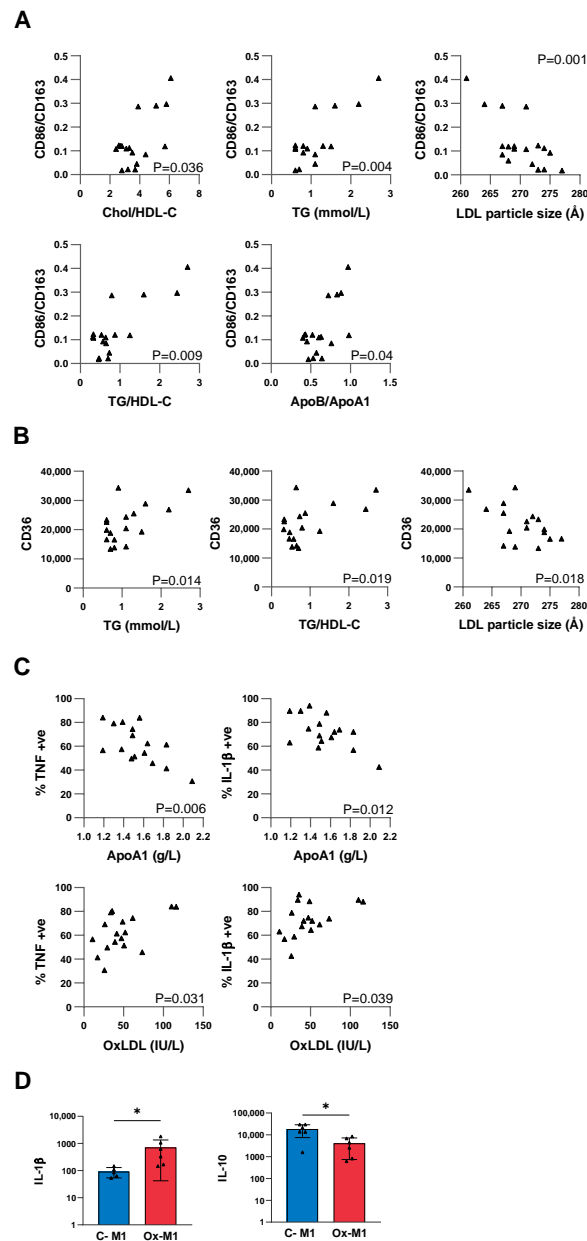 A
CD86/CD163
0.5
0.4
0.3
0.2
0.1
0.0
0 2 4 6 8
P=0.036
Chol/HDL-C
CD86/CD163
0.5
0.4
0.3
0.2
0.1
0.0
0 1 2 3
P=0.004
TG (mmol/L)
CD86/CD163
0.5
0.4
0.3
0.2
0.1
0.0
260 265 270 275 280
P=0.001
LDL particle size (Å)
CD86/CD163
0.5
0.4
0.3
0.2
0.1
0.0
0 1 2 3
P=0.009
TG/HDL-C
CD86/CD163
0.5
0.4
0.3
0.2
0.1
0.0
0.0 0.5 1.0 1.5
P=0.04
ApoB/ApoA1
B
CD36
40,000
30,000
20,000
10,000
0
0 1 2 3
P=0.014
TG (mmol/L)
CD36
40,000
30,000
20,000
10,000
0
0 1 2 3
P=0.019
TG/HDL-C
CD36
40,000
30,000
20,000
10,000
0
260 265 270 275 280
P=0.018
LDL particle size (Å)
C
% TNF +ve
100
80
60
40
20
0
1.0 1.2 1.4 1.6 1.8 2.0 2.2
P=0.006
ApoA1 (g/L)
% IL-1β +ve
100
80
60
40
20
0
1.0 1.2 1.4 1.6 1.8 2.0 2.2
P=0.012
ApoA1 (g/L)
% TNF +ve
100
80
60
40
20
0
0 50 100 150
P=0.031
OxLDL (IU/L)
% IL-1β +ve
100
80
60
40
20
0
0 50 100 150
P=0.039
OxLDL (IU/L)
D
IL-1β
10,000
1000
100
10
1
*
C- M1 Ox-M1
IL-10
100,000
10,000
1000
100
10
1
*
C- M1 Ox-M1